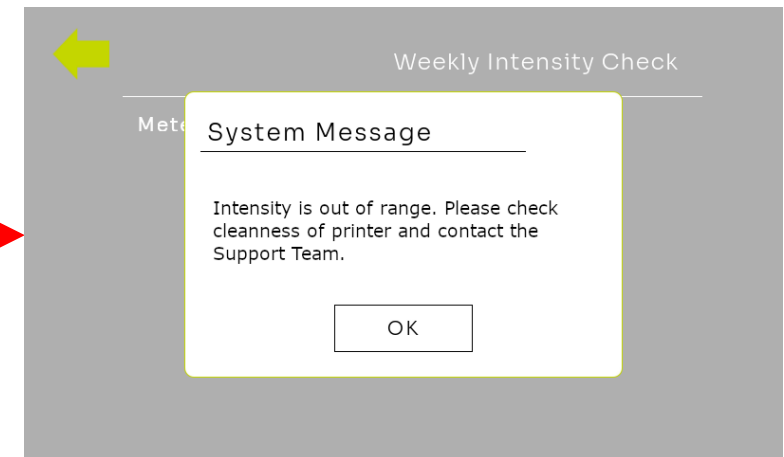 Weekly Intensity Check
System Message
Intensity is out of range. Please check
cleanness of printer and contact the
Support Team.
OK